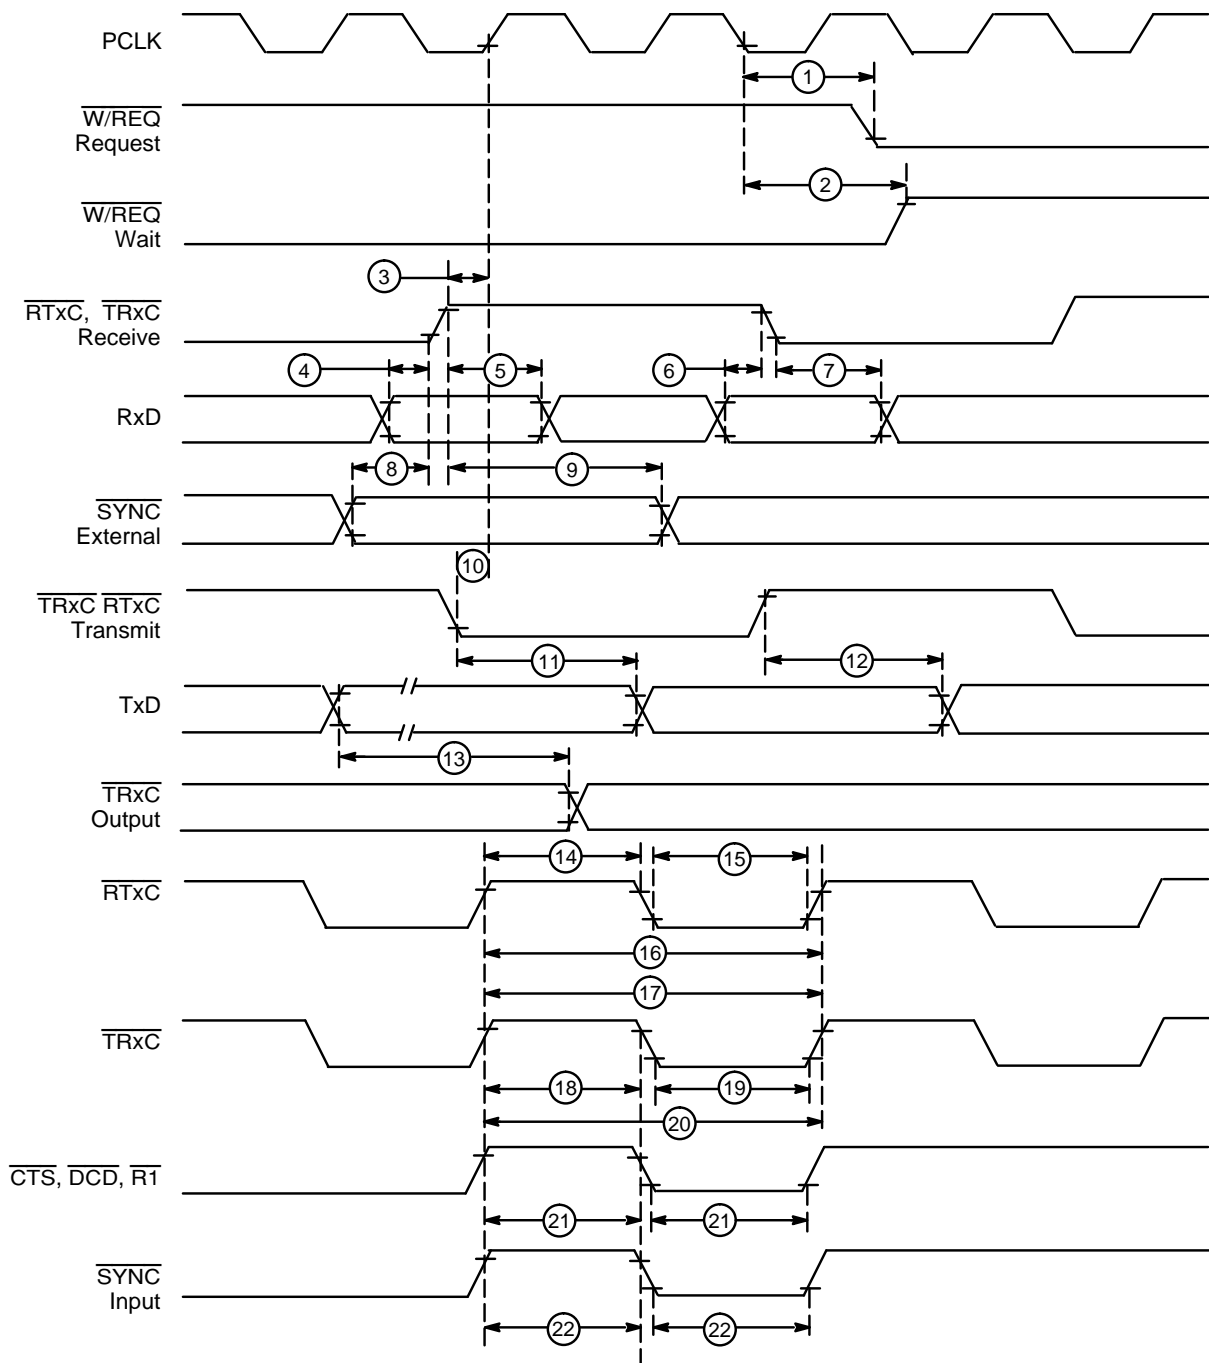 PCLK
1
W/REQ
Request
2
W/REQ
Wait
3
RTxC, TRxC
Receive
4
5
6
7
RxD
8
9
SYNC
External
10
TRxC RTxC
Transmit
11
12
TxD
13
TRxC
Output
14
15
RTxC
16
17
TRxC
18
19
20
CTS, DCD, R1
21
21
SYNC
Input
22
22